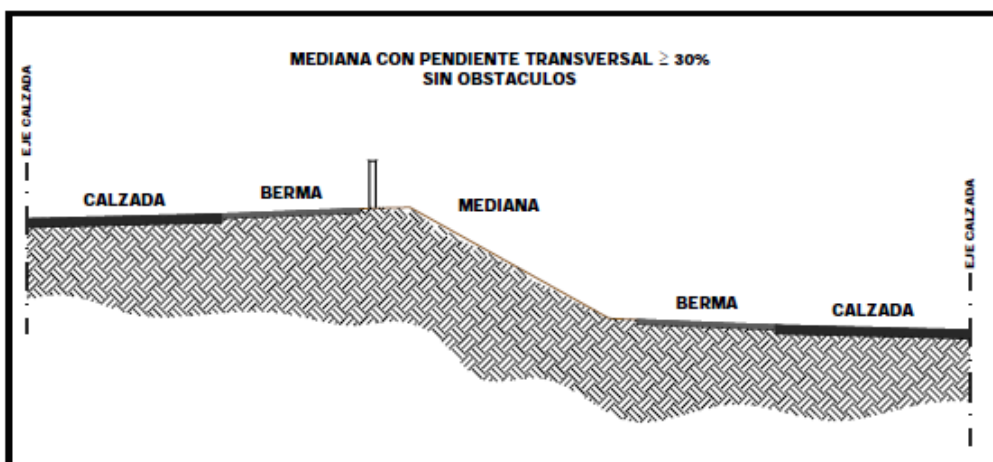 MEDIANA CON PENDIENTE TRANSVERSAL ≥ 30%
SIN OBSTACULOS
EJE CALZADA
CALZADA
BERMA
MEDIANA
BERMA
CALZADA
EJE CALZADA